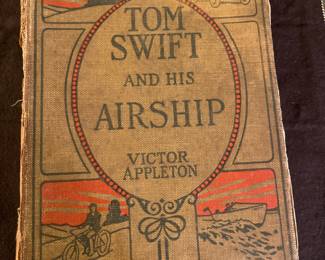 TOM
SWIFT
AND HIS
AIRSHIP
VICTOR
APPLETON